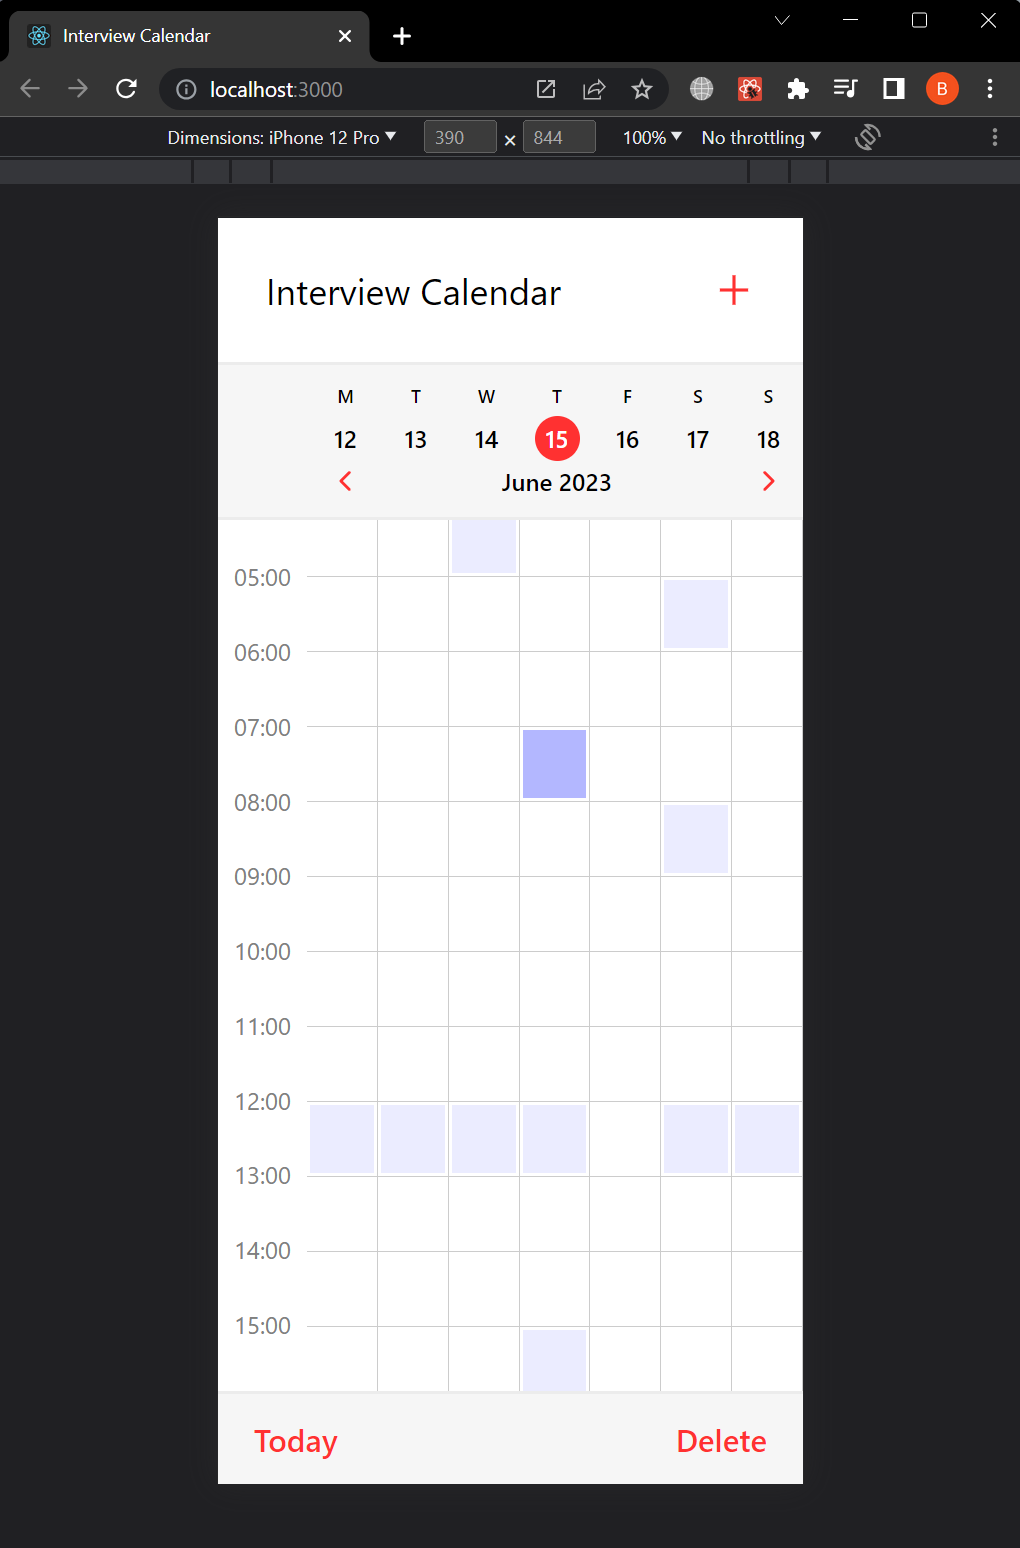 Interview Calendar
localhost:3000
B
Dimensions: iPhone 12 Pro 390 × 844 100% No throttling
Interview Calendar
M T W T F S S
12 13 14 15 16 17 18
June 2023
05:00
06:00
07:00
08:00
09:00
10:00
11:00
12:00
13:00
14:00
15:00
Today Delete